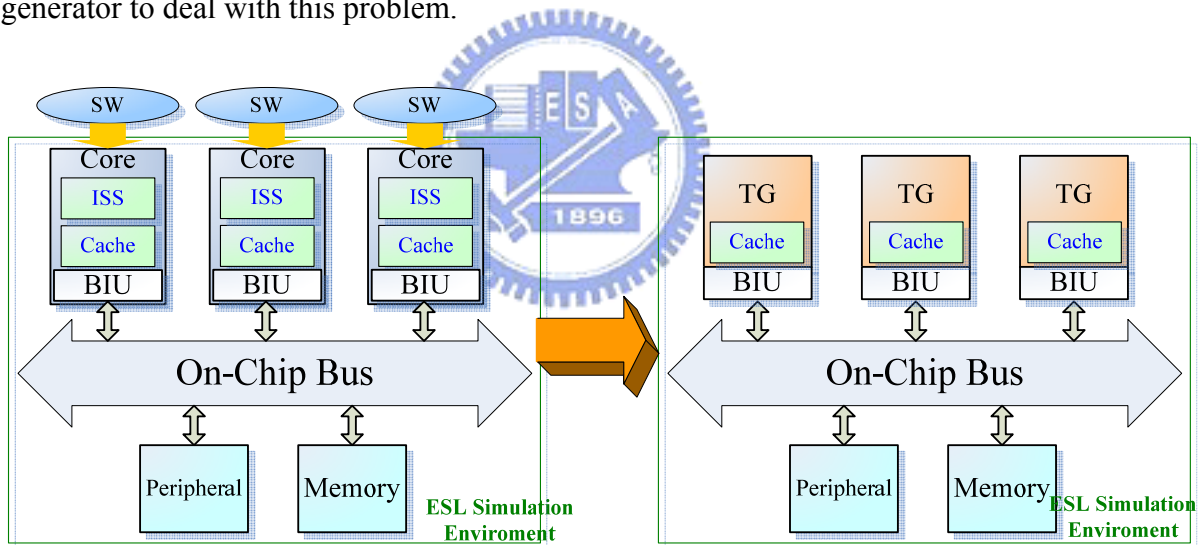 generator to deal with this problem.
SW SW SW
Core Core Core
ISS ISS ISS
Cache Cache Cache
BIU BIU BIU
On-Chip Bus
Peripheral Memory
ESL Simulation
Enviroment
TG TG TG
Cache Cache Cache
BIU BIU BIU
On-Chip Bus
Peripheral Memory
ESL Simulation
Enviroment
E S A
1896